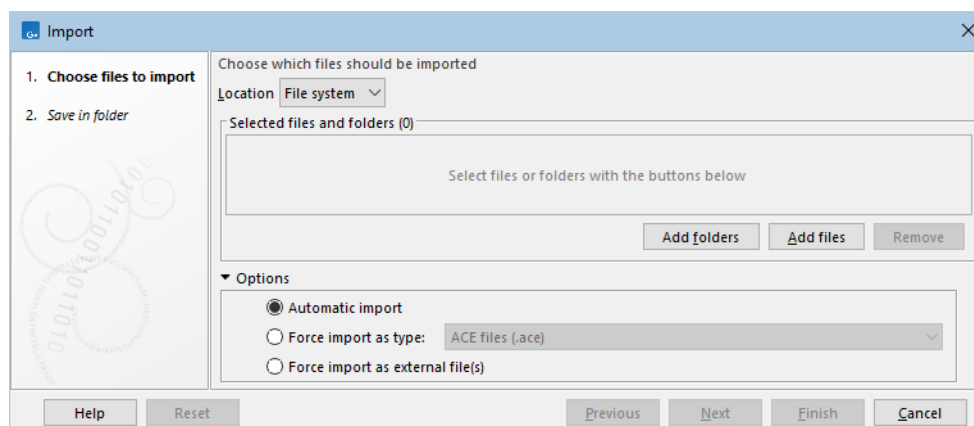 Import
1. Choose files to import
2. Save in folder
Choose which files should be imported
Location File system
Selected files and folders (0)
Select files or folders with the buttons below
Add folders Add files Remove
Options
Automatic import
Force import as type: ACE files (.ace)
Force import as external file(s)
Help Reset Previous Next Finish Cancel